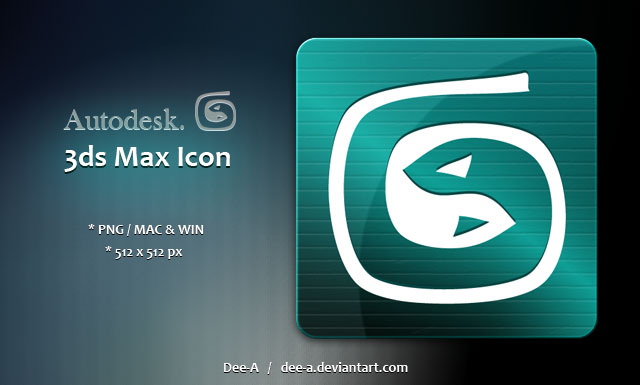 Autodesk.
3ds Max Icon
* PNG / MAC & WIN
* 512 x 512 px
Dee-A / dee-a.deviantart.com